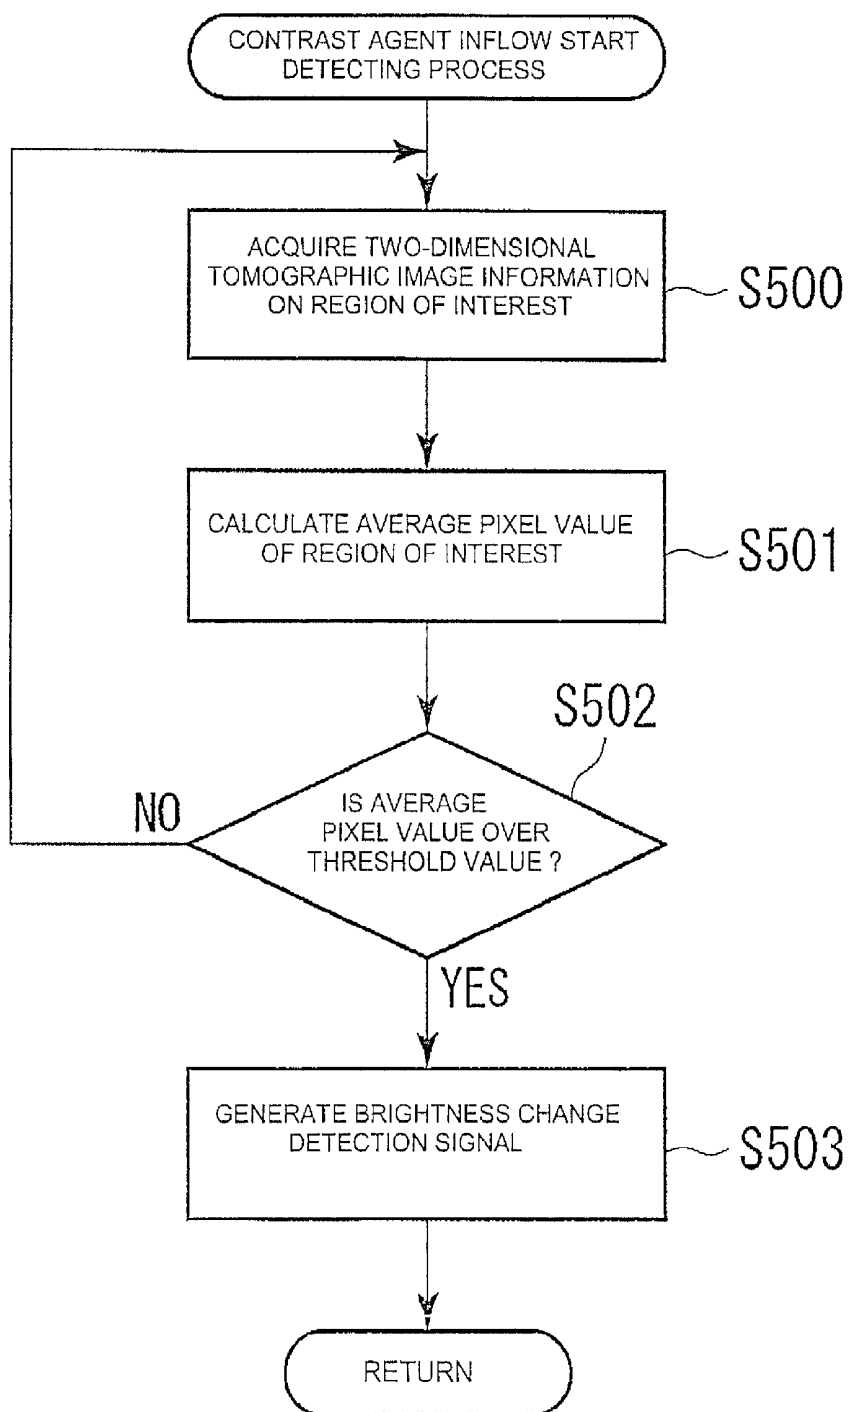 CONTRAST AGENT INFLOW START
DETECTING PROCESS
ACQUIRE TWO-DIMENSIONAL
TOMOGRAPHIC IMAGE INFORMATION
ON REGION OF INTEREST
S500
CALCULATE AVERAGE PIXEL VALUE
OF REGION OF INTEREST
S501
S502
IS AVERAGE
PIXEL VALUE OVER
THRESHOLD VALUE ?
NO
YES
GENERATE BRIGHTNESS CHANGE
DETECTION SIGNAL
S503
RETURN